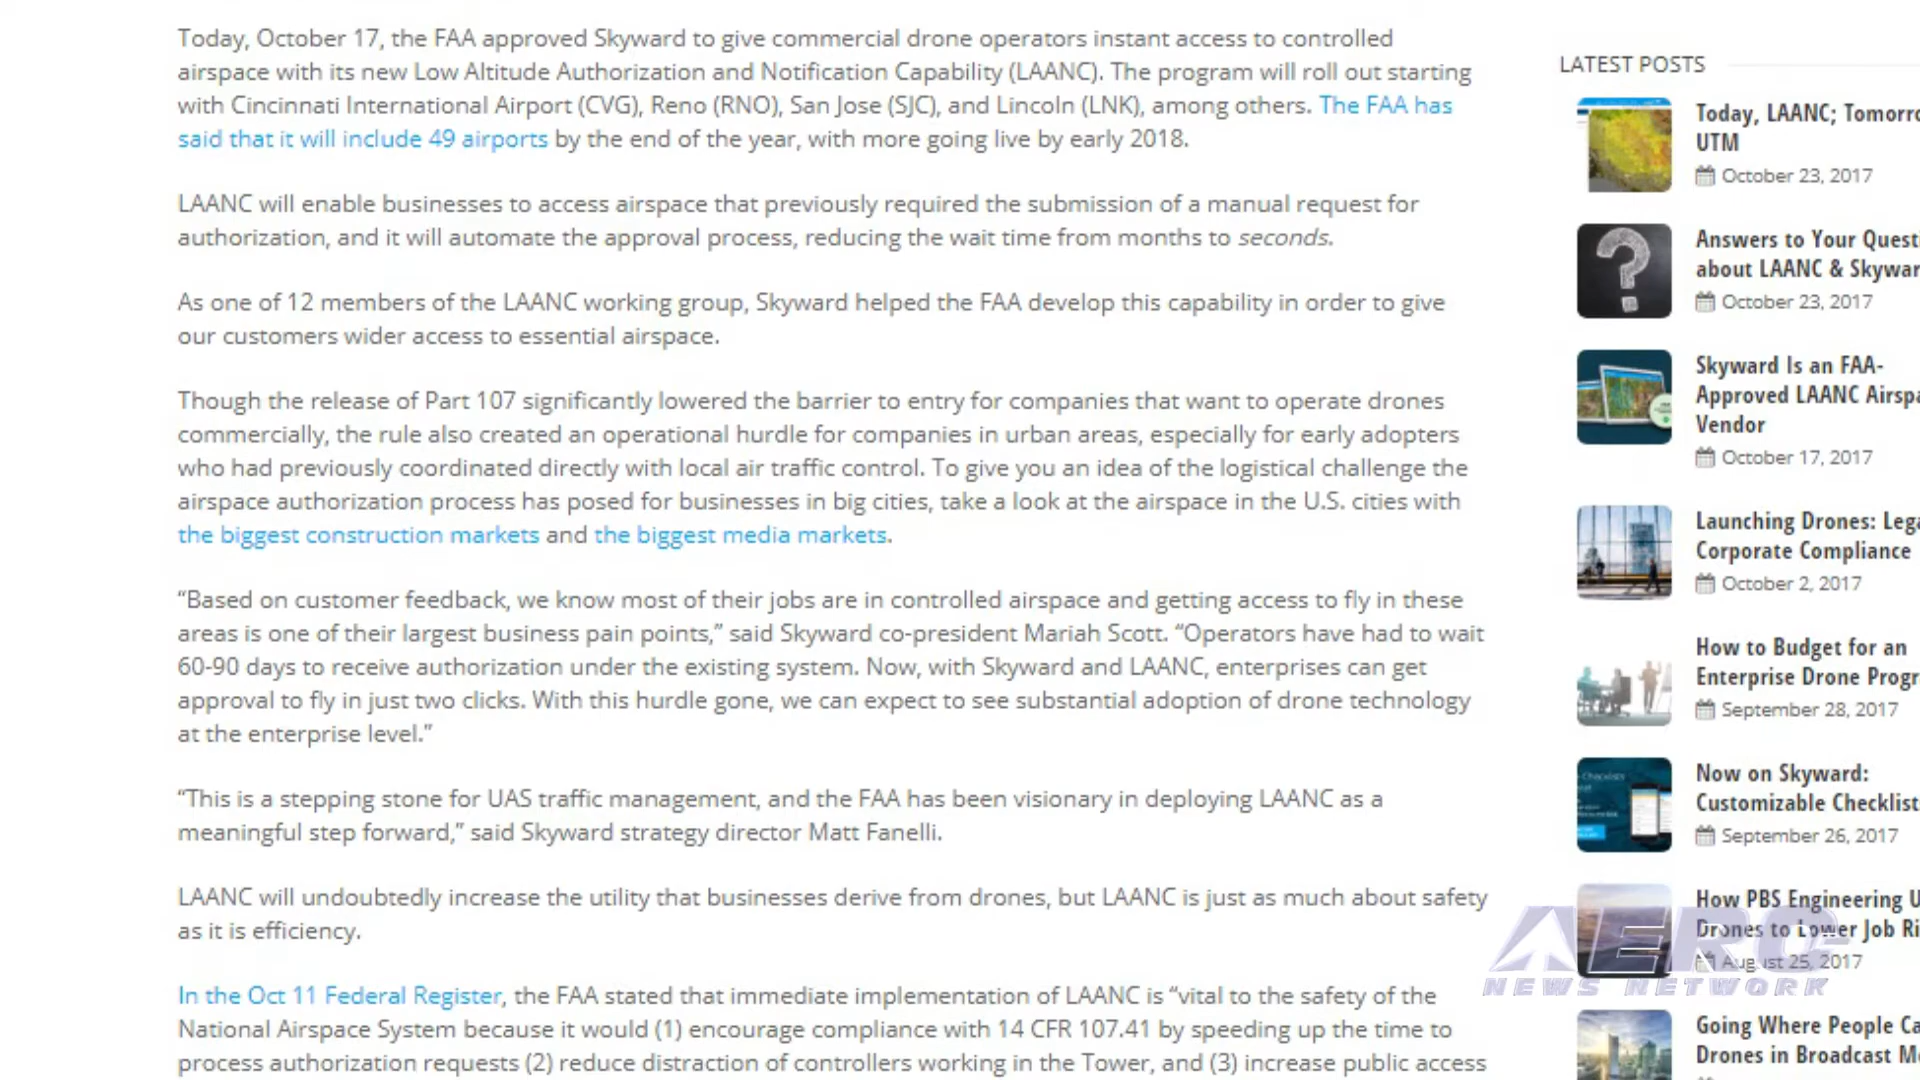 Today, October 17, the FAA approved Skyward to give commercial drone operators instant access to controlled
airspace with its new Low Altitude Authorization and Notification Capability (LAANC). The program will roll out starting
with Cincinnati International Airport (CVG), Reno (RNO), San Jose (SJC), and Lincoln (LNK), among others. The FAA has
said that it will include 49 airports by the end of the year, with more going live by early 2018.
LAANC will enable businesses to access airspace that previously required the submission of a manual request for
authorization, and it will automate the approval process, reducing the wait time from months to seconds.
As one of 12 members of the LAANC working group, Skyward helped the FAA develop this capability in order to give
our customers wider access to essential airspace.
Though the release of Part 107 significantly lowered the barrier to entry for companies that want to operate drones
commercially, the rule also created an operational hurdle for companies in urban areas, especially for early adopters
who had previously coordinated directly with local air traffic control. To give you an idea of the logistical challenge the
airspace authorization process has posed for businesses in big cities, take a look at the airspace in the U.S. cities with
the biggest construction markets and the biggest media markets.
“Based on customer feedback, we know most of their jobs are in controlled airspace and getting access to fly in these
areas is one of their largest business pain points,” said Skyward co-president Mariah Scott. “Operators have had to wait
60-90 days to receive authorization under the existing system. Now, with Skyward and LAANC, enterprises can get
approval to fly in just two clicks. With this hurdle gone, we can expect to see substantial adoption of drone technology
at the enterprise level.”
“This is a stepping stone for UAS traffic management, and the FAA has been visionary in deploying LAANC as a
meaningful step forward,” said Skyward strategy director Matt Fanelli.
LAANC will undoubtedly increase the utility that businesses derive from drones, but LAANC is just as much about safety
as it is efficiency.
In the Oct 11 Federal Register, the FAA stated that immediate implementation of LAANC is “vital to the safety of the
National Airspace System because it would (1) encourage compliance with 14 CFR 107.41 by speeding up the time to
process authorization requests (2) reduce distraction of controllers working in the Tower, and (3) increase public access
LATEST POSTS
Today, LAANC; Tomorro
UTM
October 23, 2017
Answers to Your Questi
about LAANC & Skywar
October 23, 2017
Skyward Is an FAA-
Approved LAANC Airspa
Vendor
October 17, 2017
Launching Drones: Lega
Corporate Compliance
October 2, 2017
How to Budget for an
Enterprise Drone Progr
September 28, 2017
Now on Skyward:
Customizable Checklist
September 26, 2017
How PBS Engineering U
Drones to Lower Job Ri
August 25, 2017
Going Where People Ca
Drones in Broadcast M
AERO
NEWS NETWORK